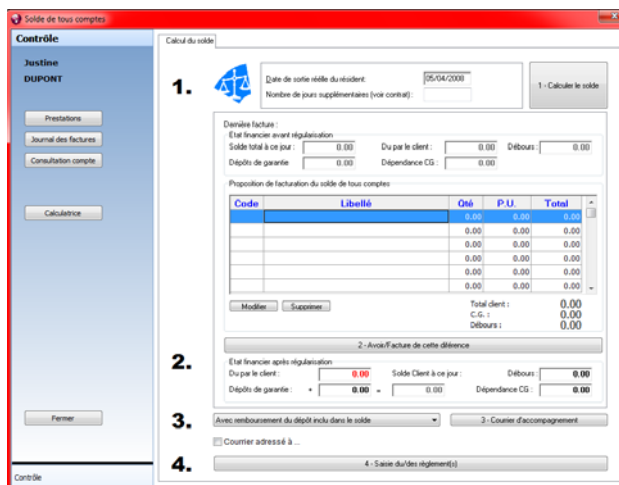 Solde de tous comptes
Contrôle
Justine
DUPONT
Prestations
Journal des factures
Consultation compte
Calculatrice
Fermer
Contrôle
Calcul du solde
1.
Date de sortie réelle du résident. 05/04/2008
Nombre de jours supplémentaires (voir contrat) :
1 - Calculer le solde
Dernière facture :
Etat financier avant régularisation
Solde total à ce jour : 0.00 Du par le client : 0.00 Débours : 0.00
Dépôts de garantie 0.00 Dépendance CG : 0.00
Proposition de facturation du solde de tous comptes
Code Libellé Qté P.U. Total
0.00 0.00 0.00
0.00 0.00 0.00
0.00 0.00 0.00
0.00 0.00 0.00
0.00 0.00 0.00
0.00 0.00 0.00
Modifier Supprimer
Total client : 0.00
C.G. : 0.00
Débours : 0.00
2 - Avoir/Facture de cette diférence
2.
Etat financier après régularisation
Du par le client : 0.00 Solde Client à ce jour : Débours : 0.00
Dépôts de garantie : + 0.00 = 0.00 Dépendance CG : 0.00
3.
Avec remboursement du dépôt inclu dans le solde
3 - Courrier d'accompagnement
Courrier adressé à ...
4.
4 - Saisie du/des règlement(s)